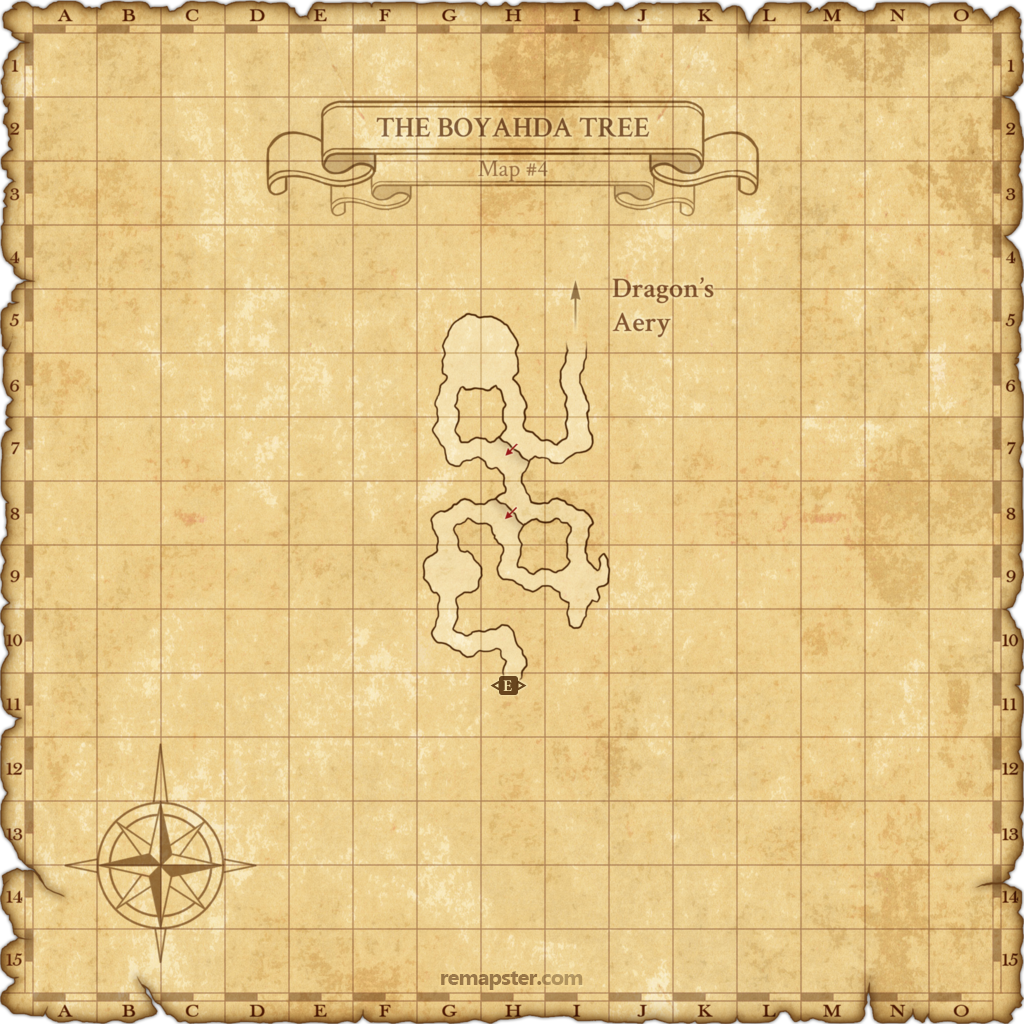 A B C D E F G H I J K L M N O
1 1
2 2
THE BOYAHDA TREE
Map #4
3 3
4 4
Dragon's
Aery
5 5
6 6
7 7
8 8
9 9
10 10
E
11 11
12 12
13 13
14 14
15 15
remapster.com
A B C D E F G H I J K L M N O